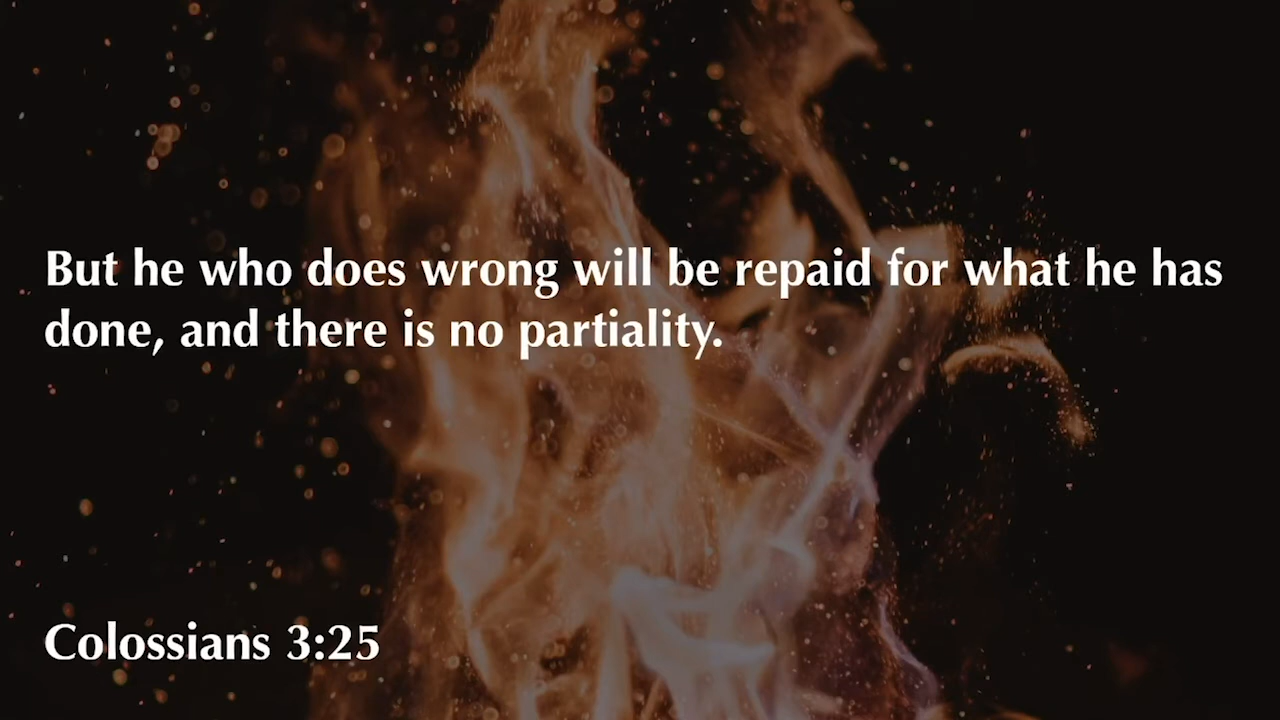 But he who does wrong will be repaid for what he has
done, and there is no partiality.
Colossians 3:25